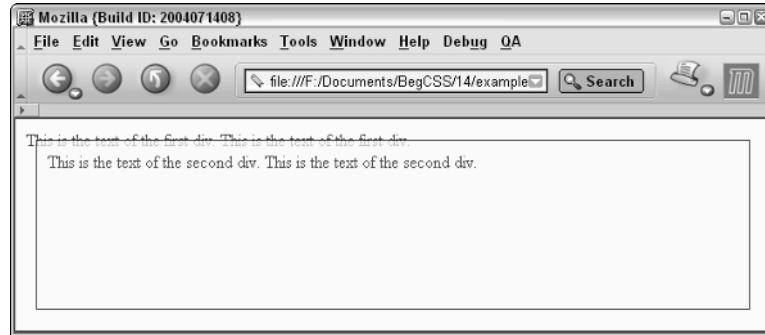 Mozilla {Build ID: 2004071408}
File Edit View Go Bookmarks Tools Window Help Debug QA
file:///F:/Documents/BegCSS/14/example Search
This is the text of the first div. This is the text of the first div.
This is the text of the second div. This is the text of the second div.